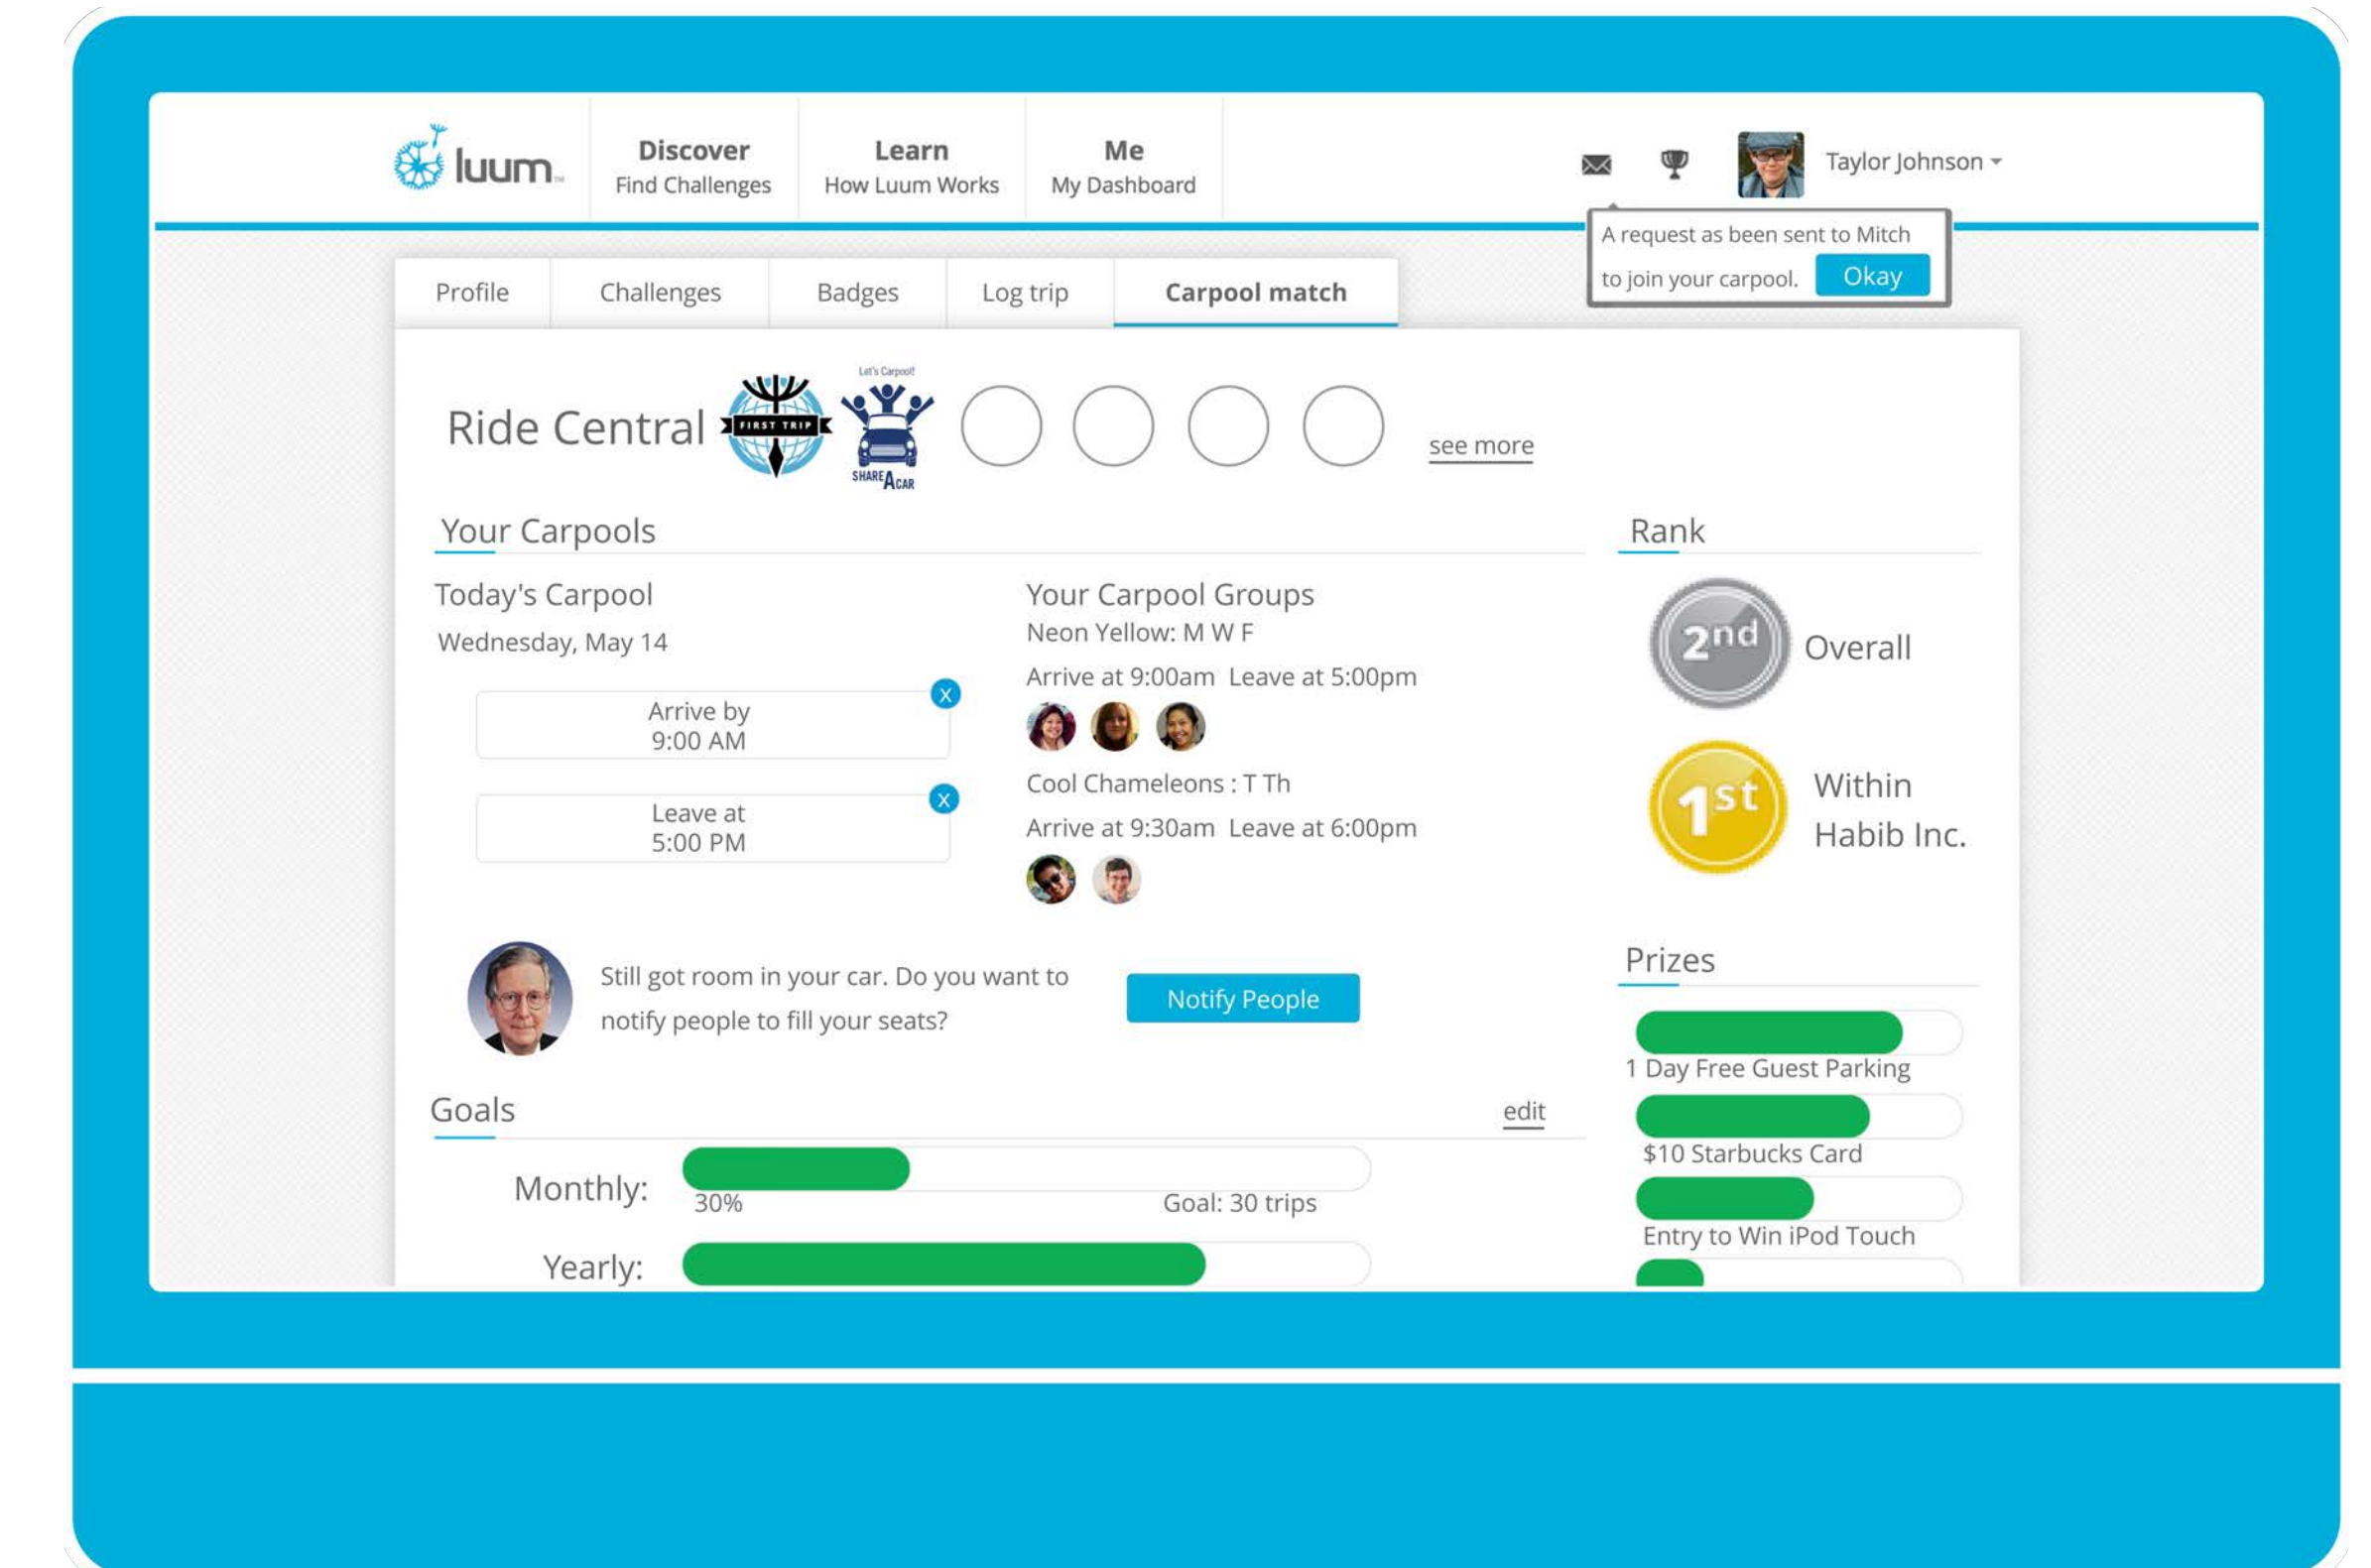 luum™
Discover
Find Challenges
Learn
How Luum Works
Me
My Dashboard
Taylor Johnson
A request as been sent to Mitch
to join your carpool.
Okay
Profile
Challenges
Badges
Log trip
Carpool match
Ride Central
FIRST TRIP
Let's Carpool!
SHARE A CAR
see more
Your Carpools
Today's Carpool
Wednesday, May 14
X
Arrive by
9:00 AM
X
Leave at
5:00 PM
Your Carpool Groups
Neon Yellow: M W F
Arrive at 9:00am Leave at 5:00pm
Cool Chameleons : T Th
Arrive at 9:30am Leave at 6:00pm
Still got room in your car. Do you want to
notify people to fill your seats?
Notify People
Goals
edit
Monthly:
30%
Goal: 30 trips
Yearly:
Rank
2nd
Overall
1st
Within
Habib Inc.
Prizes
1 Day Free Guest Parking
$10 Starbucks Card
Entry to Win iPod Touch